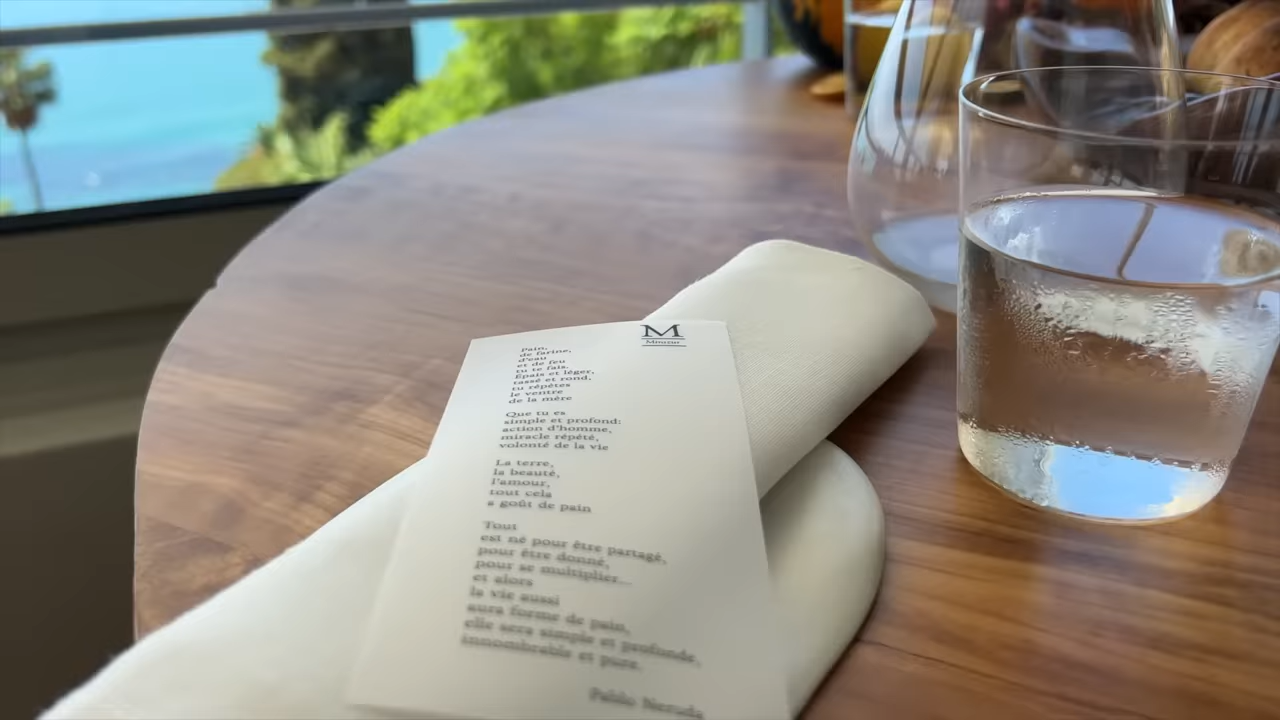 M
Mirazur
Pain,
de farine,
d'eau
et de feu
tu te fais.
Épais et léger,
tassé et rond,
tu répètes
le ventre
de la mère
Que tu es
simple et profond:
action d'homme,
miracle répété,
volonté de la vie
La terre,
la beauté,
l'amour,
tout cela
a goût de pain
Tout
est né pour être partagé,
pour être donné,
pour se multiplier...
et alors
la vie aussi
aura forme de pain,
elle sera simple et profonde,
innombrable et pure.
Pablo Neruda